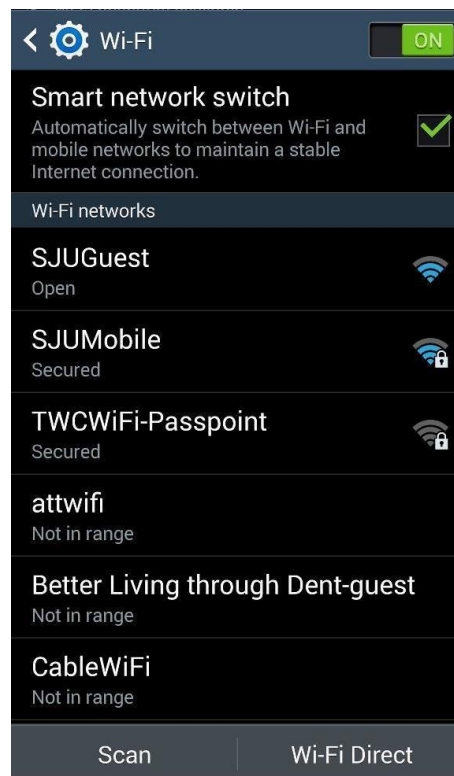 Wi-Fi
ON
Smart network switch
Automatically switch between Wi-Fi and
mobile networks to maintain a stable
Internet connection.
Wi-Fi networks
SJUGuest
Open
SJUMobile
Secured
TWCWiFi-Passpoint
Secured
attwifi
Not in range
Better Living through Dent-guest
Not in range
CableWiFi
Not in range
Scan
Wi-Fi Direct